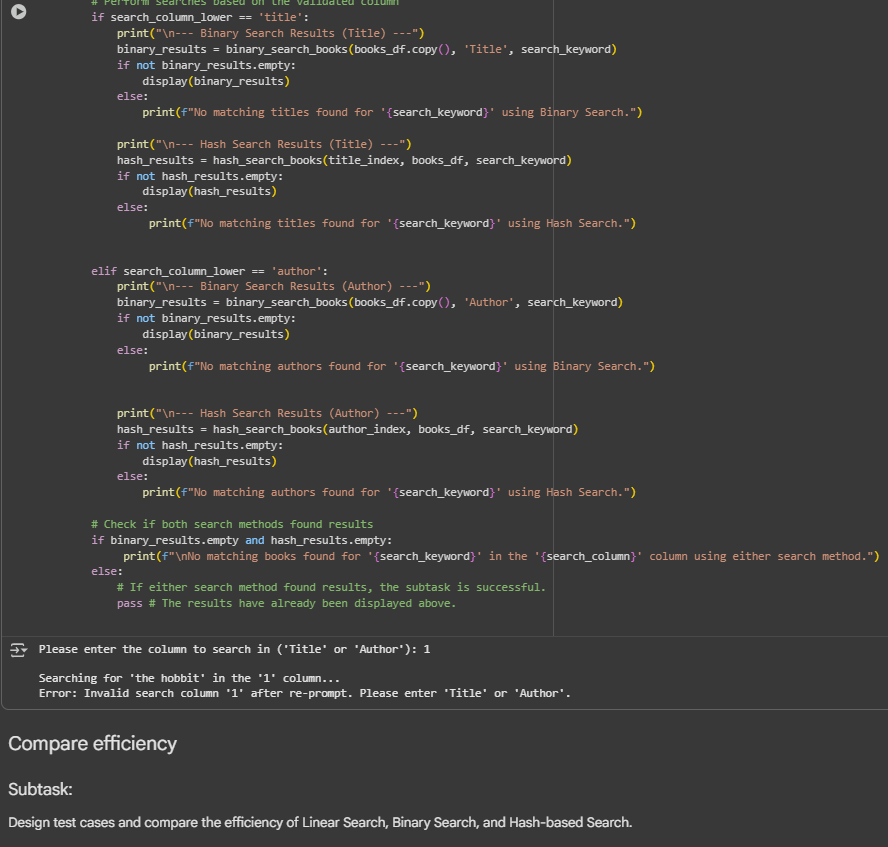 # Perform searches based on the validated column
if search_column_lower == 'title':
print("\n--- Binary Search Results (Title) ---")
binary_results = binary_search_books(books_df.copy(), 'Title', search_keyword)
if not binary_results.empty:
display(binary_results)
else:
print(f"No matching titles found for '{search_keyword}' using Binary Search.")
print("\n--- Hash Search Results (Title) ---")
hash_results = hash_search_books(title_index, books_df, search_keyword)
if not hash_results.empty:
display(hash_results)
else:
print(f"No matching titles found for '{search_keyword}' using Hash Search.")
elif search_column_lower == 'author':
print("\n--- Binary Search Results (Author) ---")
binary_results = binary_search_books(books_df.copy(), 'Author', search_keyword)
if not binary_results.empty:
display(binary_results)
else:
print(f"No matching authors found for '{search_keyword}' using Binary Search.")
print("\n--- Hash Search Results (Author) ---")
hash_results = hash_search_books(author_index, books_df, search_keyword)
if not hash_results.empty:
display(hash_results)
else:
print(f"No matching authors found for '{search_keyword}' using Hash Search.")
# Check if both search methods found results
if binary_results.empty and hash_results.empty:
print(f"\nNo matching books found for '{search_keyword}' in the '{search_column}' column using either search method.")
else:
# If either search method found results, the subtask is successful.
pass # The results have already been displayed above.
Please enter the column to search in ('Title' or 'Author'): 1
Searching for 'the hobbit' in the '1' column...
Error: Invalid search column '1' after re-prompt. Please enter 'Title' or 'Author'.
Compare efficiency
Subtask:
Design test cases and compare the efficiency of Linear Search, Binary Search, and Hash-based Search.